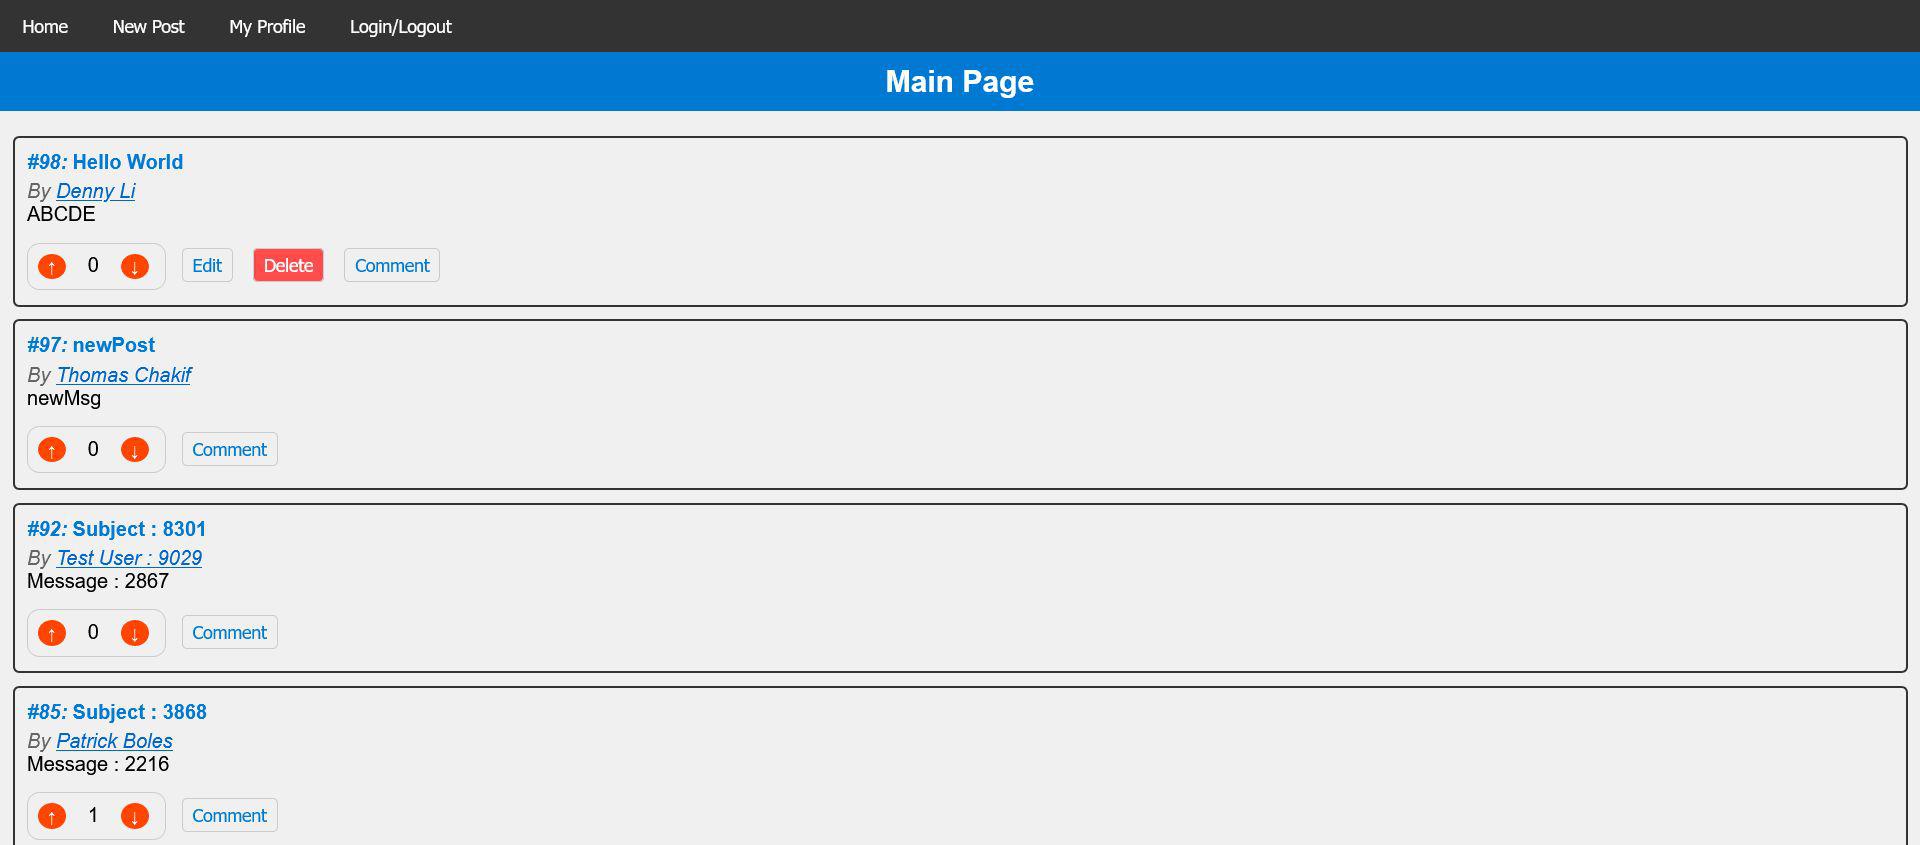 Home New Post My Profile Login/Logout
Main Page
#98: Hello World
By Denny Li
ABCDE
↑ 0 ↓ Edit Delete Comment
#97: newPost
By Thomas Chakif
newMsg
↑ 0 ↓ Comment
#92: Subject : 8301
By Test User : 9029
Message : 2867
↑ 0 ↓ Comment
#85: Subject : 3868
By Patrick Boles
Message : 2216
↑ 1 ↓ Comment